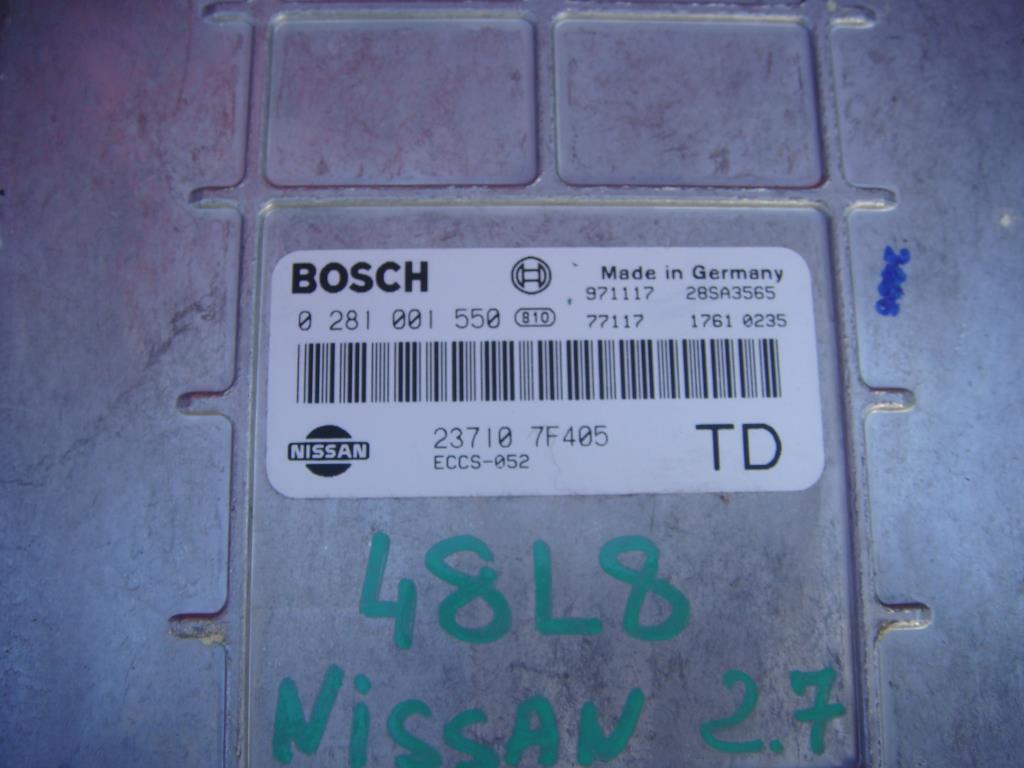 BOSCH Made in Germany
971117 28SA3565
0 281 001 550 810 77117 1761 0235
NISSAN 23710 7F405 TD
ECCS-052
48L8
NISSAN 2.7